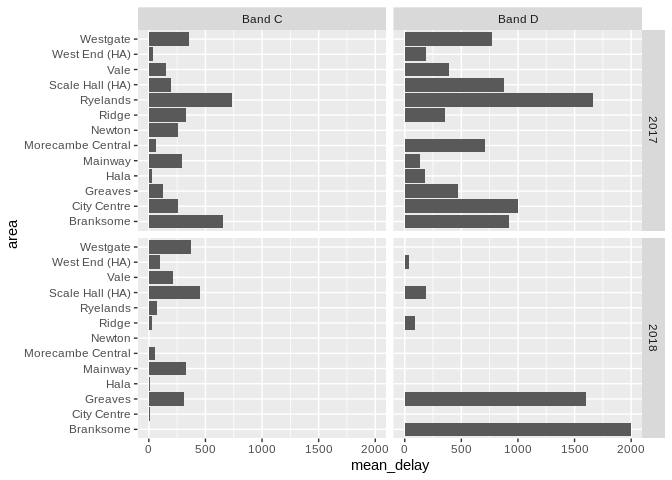 Band C
Band D
Westgate
West End (HA)
Vale
Scale Hall (HA)
Ryelands
Ridge
Newton
Morecambe Central
Mainway
Hala
Greaves
City Centre
Branksome
2017
area
Westgate
West End (HA)
Vale
Scale Hall (HA)
Ryelands
Ridge
Newton
Morecambe Central
Mainway
Hala
Greaves
City Centre
Branksome
2018
0 500 1000 1500 2000
0 500 1000 1500 2000
mean_delay